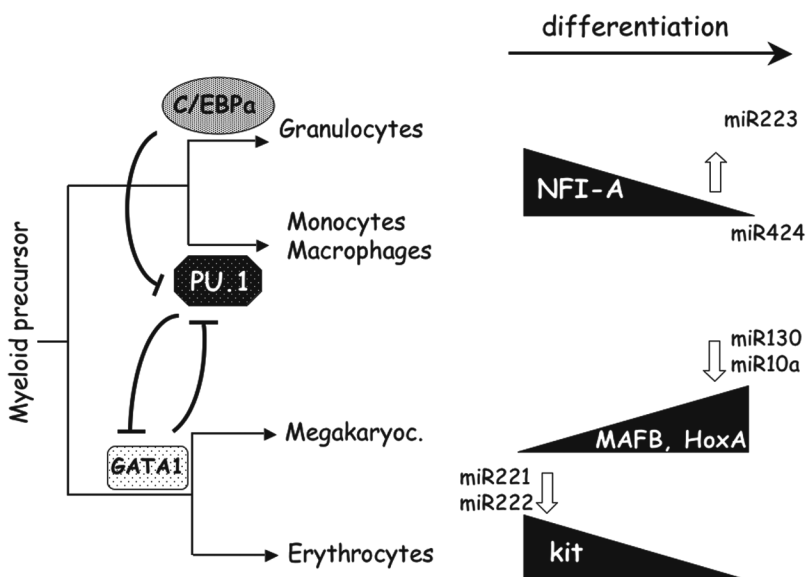 differentiation
C/EBPa
Granulocytes
miR223
NFI-A
Monocytes
Macrophages
miR424
PU.1
Myeloid precursor
miR130
miR10a
Megakaryoc.
MAFB, HoxA
GATA1
miR221
miR222
Erythrocytes
kit